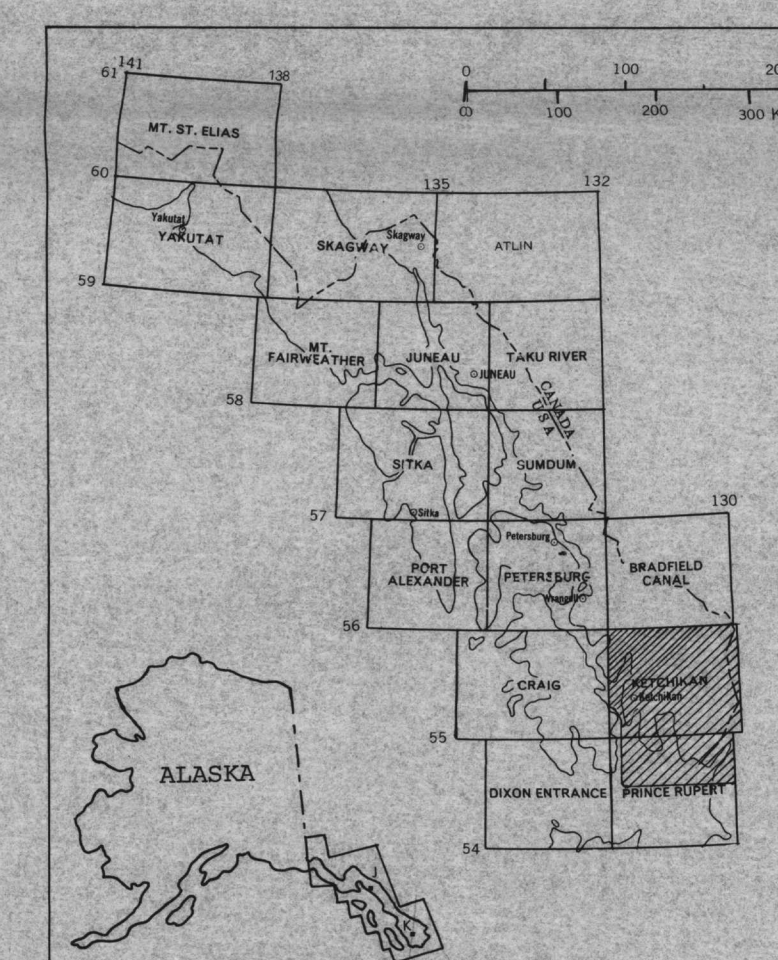 141
61
138
0
100
20
0
100
200
300 K
MT. ST. ELIAS
60
135
132
Yakutat
YAKUTAT
SKAGWAY
Skagway
ATLIN
59
MT.
FAIRWEATHER
JUNEAU
JUNEAU
TAKU RIVER
58
CANADA
USA
SITKA
SUMDUM
Sitka
57
130
Petersburg
PORT
ALEXANDER
PETERSBURG
Wrangell
BRADFIELD
CANAL
56
CRAIG
KETCHIKAN
Ketchikan
55
ALASKA
DIXON ENTRANCE
PRINCE RUPERT
54
J
K